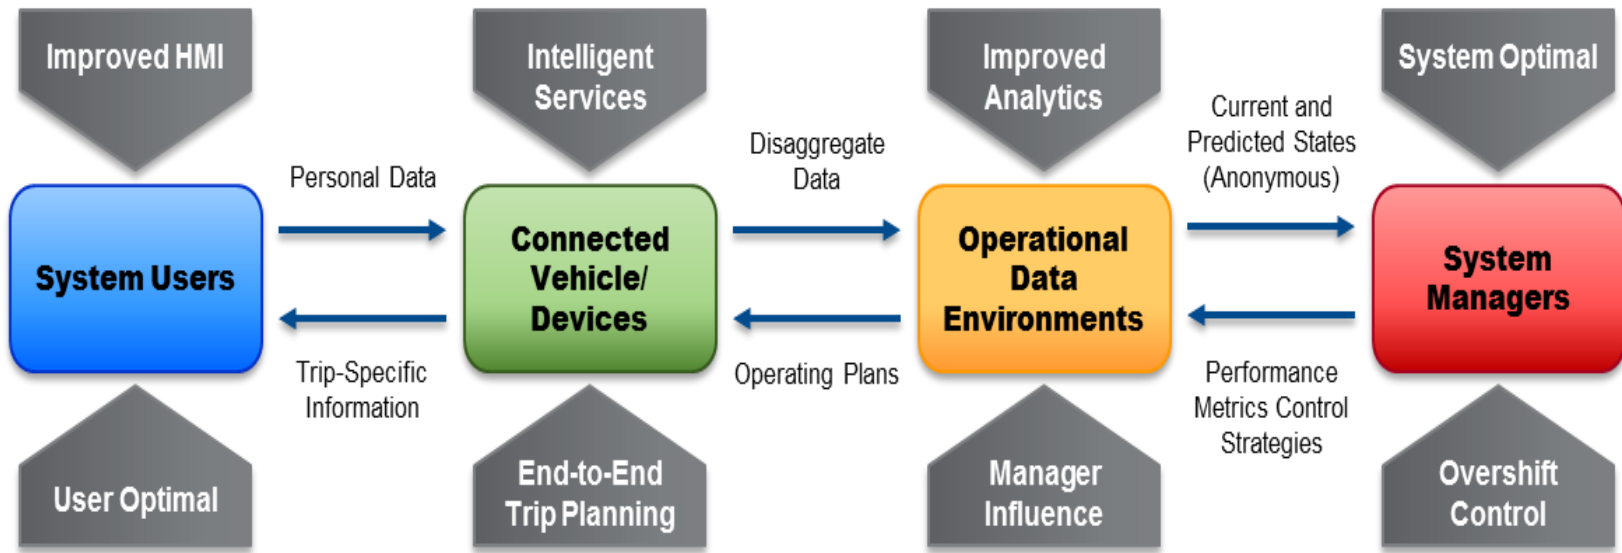 Improved HMI
Intelligent
Services
Improved
Analytics
System Optimal
Personal Data
Disaggregate
Data
Current and
Predicted States
(Anonymous)
System Users
Connected
Vehicle/
Devices
Operational
Data
Environments
System
Managers
Trip-Specific
Information
Operating Plans
Performance
Metrics Control
Strategies
User Optimal
End-to-End
Trip Planning
Manager
Influence
Overshift
Control